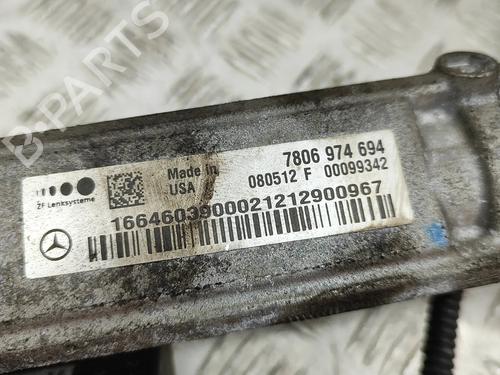 B-PARTS
ZF Lenksysteme
Made in
USA
7806 974 694
080512 F 00099342
1664603900021212900967